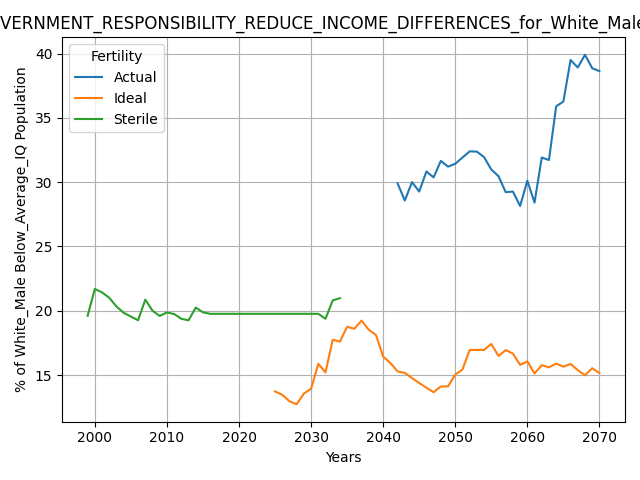 VERNMENT_RESPONSIBILITY_REDUCE_INCOME_DIFFERENCES_for_White_Male
Fertility
Actual
Ideal
Sterile
% of White_Male Below_Average_IQ Population
40
35
30
25
20
15
2000 2010 2020 2030 2040 2050 2060 2070
Years